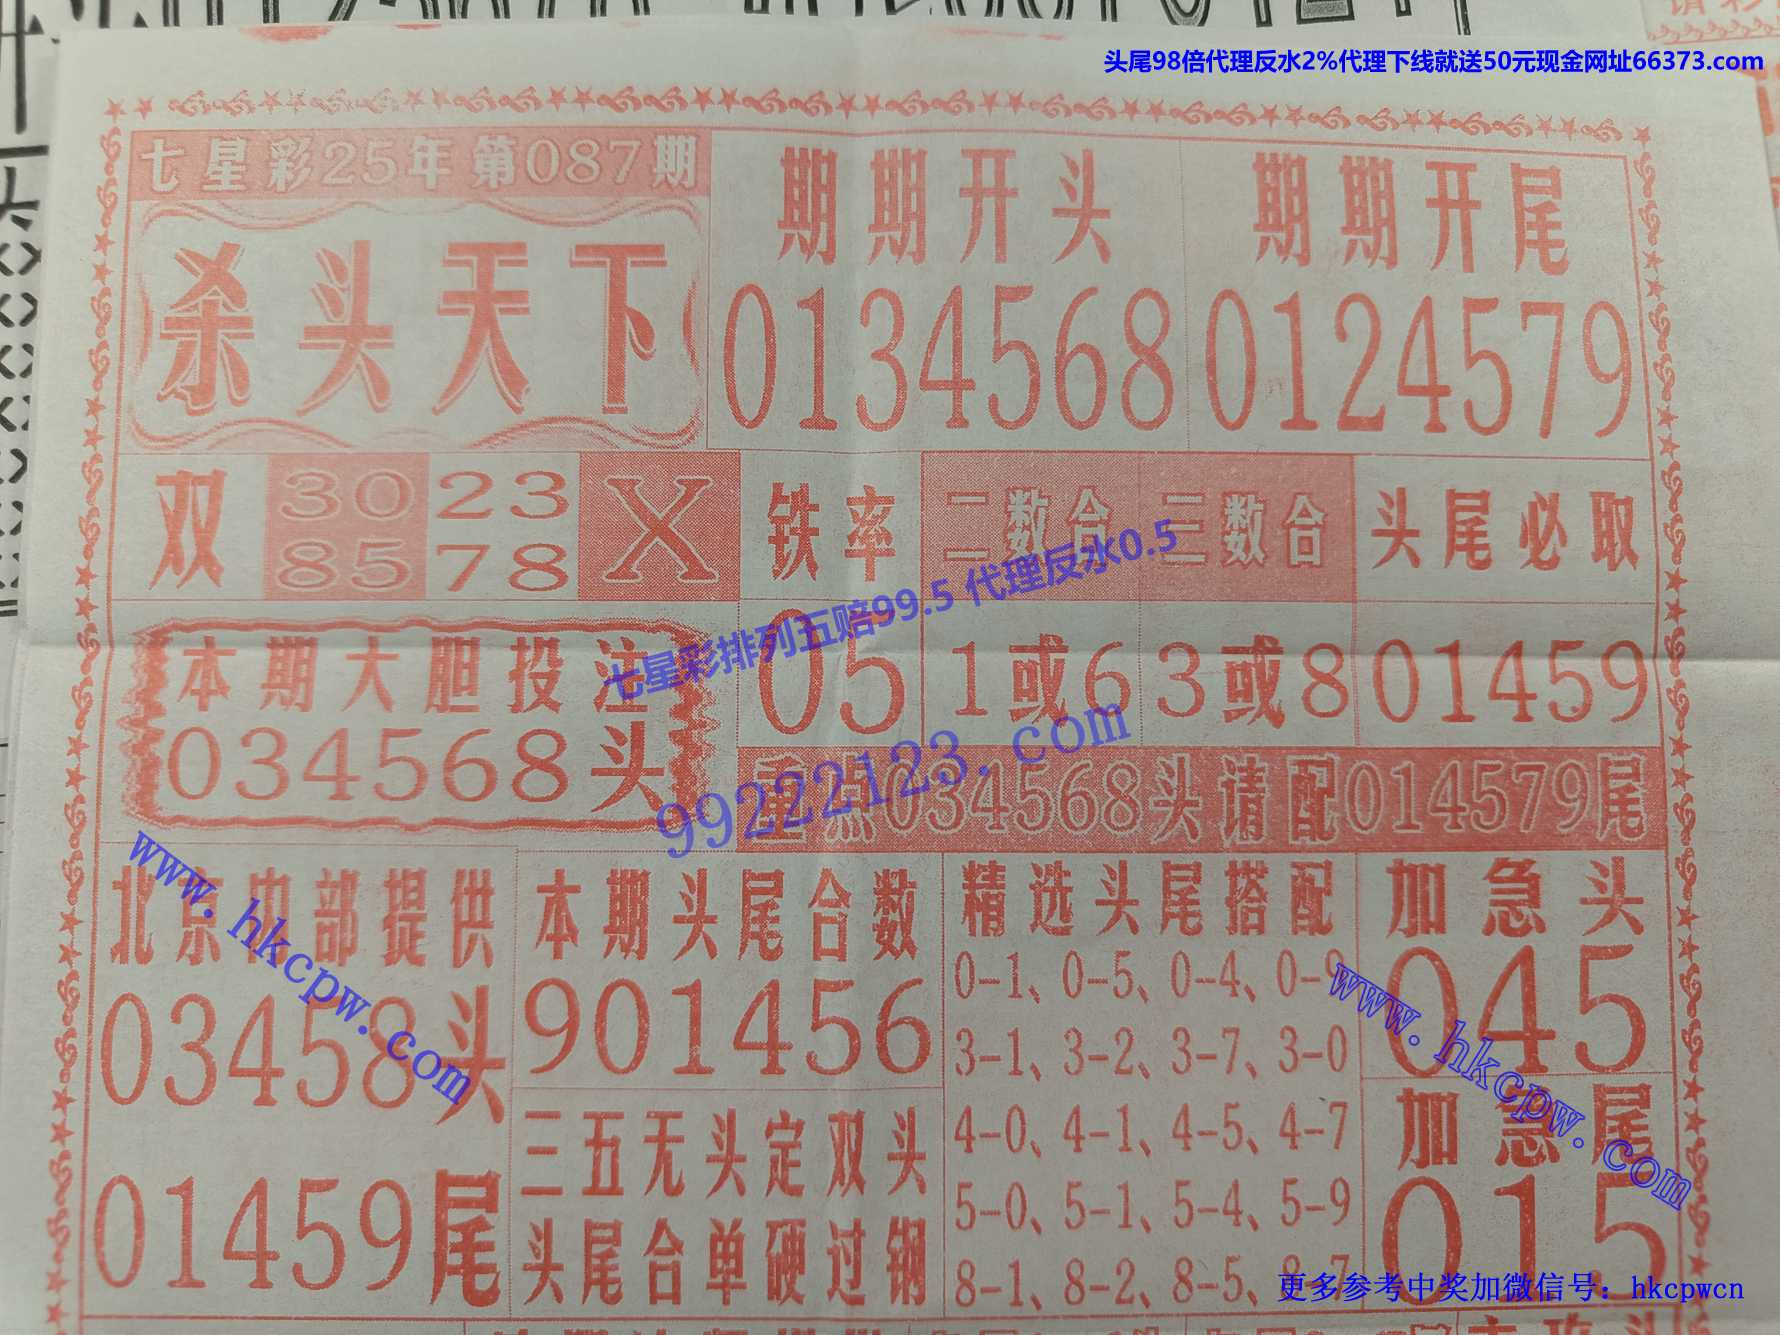 头尾98倍代理反水2%代理下线就送50元现金网址66373.com
七星彩25年第087期
杀头天下
期期开头
0134568
期期开尾
0124579
双
30 23
85 78
X
铁率
05
二数合
1或6
三数合
3或8
头尾必取
01459
七星彩排列五赔99.5 代理反水0.5
99222123.com
本期大胆投注
034568头
重点034568头请配014579尾
北京内部提供
03458头
01459尾
www.hkcpw.com
本期头尾合数
901456
三五无头定双头
头尾合单硬过钢
精选头尾搭配
0-1、0-5、0-4、0-9
3-1、3-2、3-7、3-0
4-0、4-1、4-5、4-7
5-0、5-1、5-4、5-9
8-1、8-2、8-5、8-7
加急头
045
加急尾
015
www.hkcpw.com
更多参考中奖加微信号：hkcpwcn